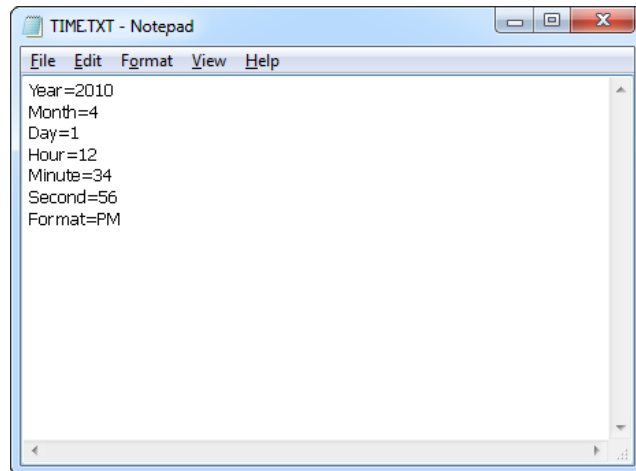 TIME.TXT - Notepad
File Edit Format View Help
Year=2010
Month=4
Day=1
Hour=12
Minute=34
Second=56
Format=PM